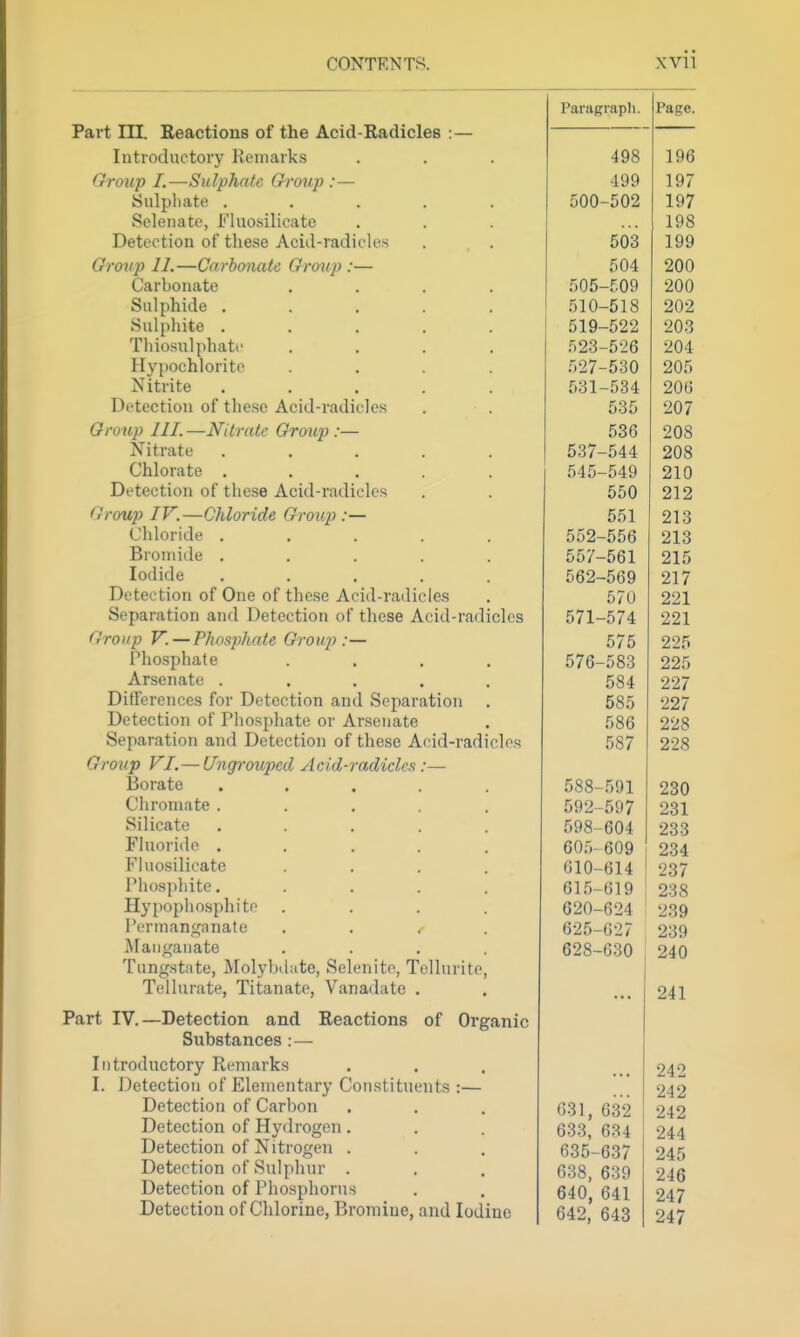 CONTENTS. xvii
Paragraph. Page.
Part III. Reactions of the Acid-Radicles :—
Introductory Remarks . . . 498 196
Group I.—Sulphate Group :— 499 197
Sulphate . . . . . 500-502 197
Selenate, Fluosilicate . . . ... 198
Detection of these Acid-radicles . . 503 199
Group II.—Carbonate Group :— 504 200
Carbonate . . . . 505-509 200
Sulphide . . . . . 510-518 202
Sulphite . . . . . 519-522 203
Thiosulphate . . . . 523-526 204
Hypochlorite . . . . 527-530 205
Nitrite . . . . . 531-534 206
Detection of these Acid-radicles . . 535 207
Group III.—Nitrate Group :— 536 208
Nitrate . . . . . 537-544 208
Chlorate . . . . . 545-549 210
Detection of these Acid-radicles . . 550 212
Group IV.—Chloride Group :— 551 213
Chloride . . . . . 552-556 213
Bromide . . . . . 557-561 215
Iodide . . . . . 562-569 217
Detection of One of these Acid-radicles . 570 221
Separation and Detection of these Acid-radicles 571-574 221
Group V.—Phosphate Group :— 575 225
Phosphate . . . . 576-583 225
Arsenate . . . . . 584 227
Differences for Detection and Separation . 585 227
Detection of Phosphate or Arsenate . 586 228
Separation and Detection of these Acid-radicles 587 228
Group VI.—Ungrouped Acid-radicles :—
Borate . . . . . 588-591 230
Chromate . . . . . 592-597 231
Silicate . . . . . 598-604 233
Fluoride . . . . . 605-609 234
Fluosilicate . . . . 610-614 237
Phosphite. . . . . 615-619 238
Hypophosphite . . . . 620-624 239
Permanganate . . . . 625-627 239
Manganate . . . . 628-630 240
Tungstate, Molybdate, Selenite, Tellurite,
Tellurate, Titanate, Vanadate . . ... 241
Part IV.—Detection and Reactions of Organic
Substances :—
Introductory Remarks . . . ... 242
I. Detection of Elementary Constituents :— ... 242
Detection of Carbon . . . 631, 632 242
Detection of Hydrogen . . . 633, 634 244
Detection of Nitrogen . . . 635-637 245
Detection of Sulphur . . . 638, 639 246
Detection of Phosphorus . . 640, 641 247
Detection of Chlorine, Bromine, and Iodine 642, 643 247